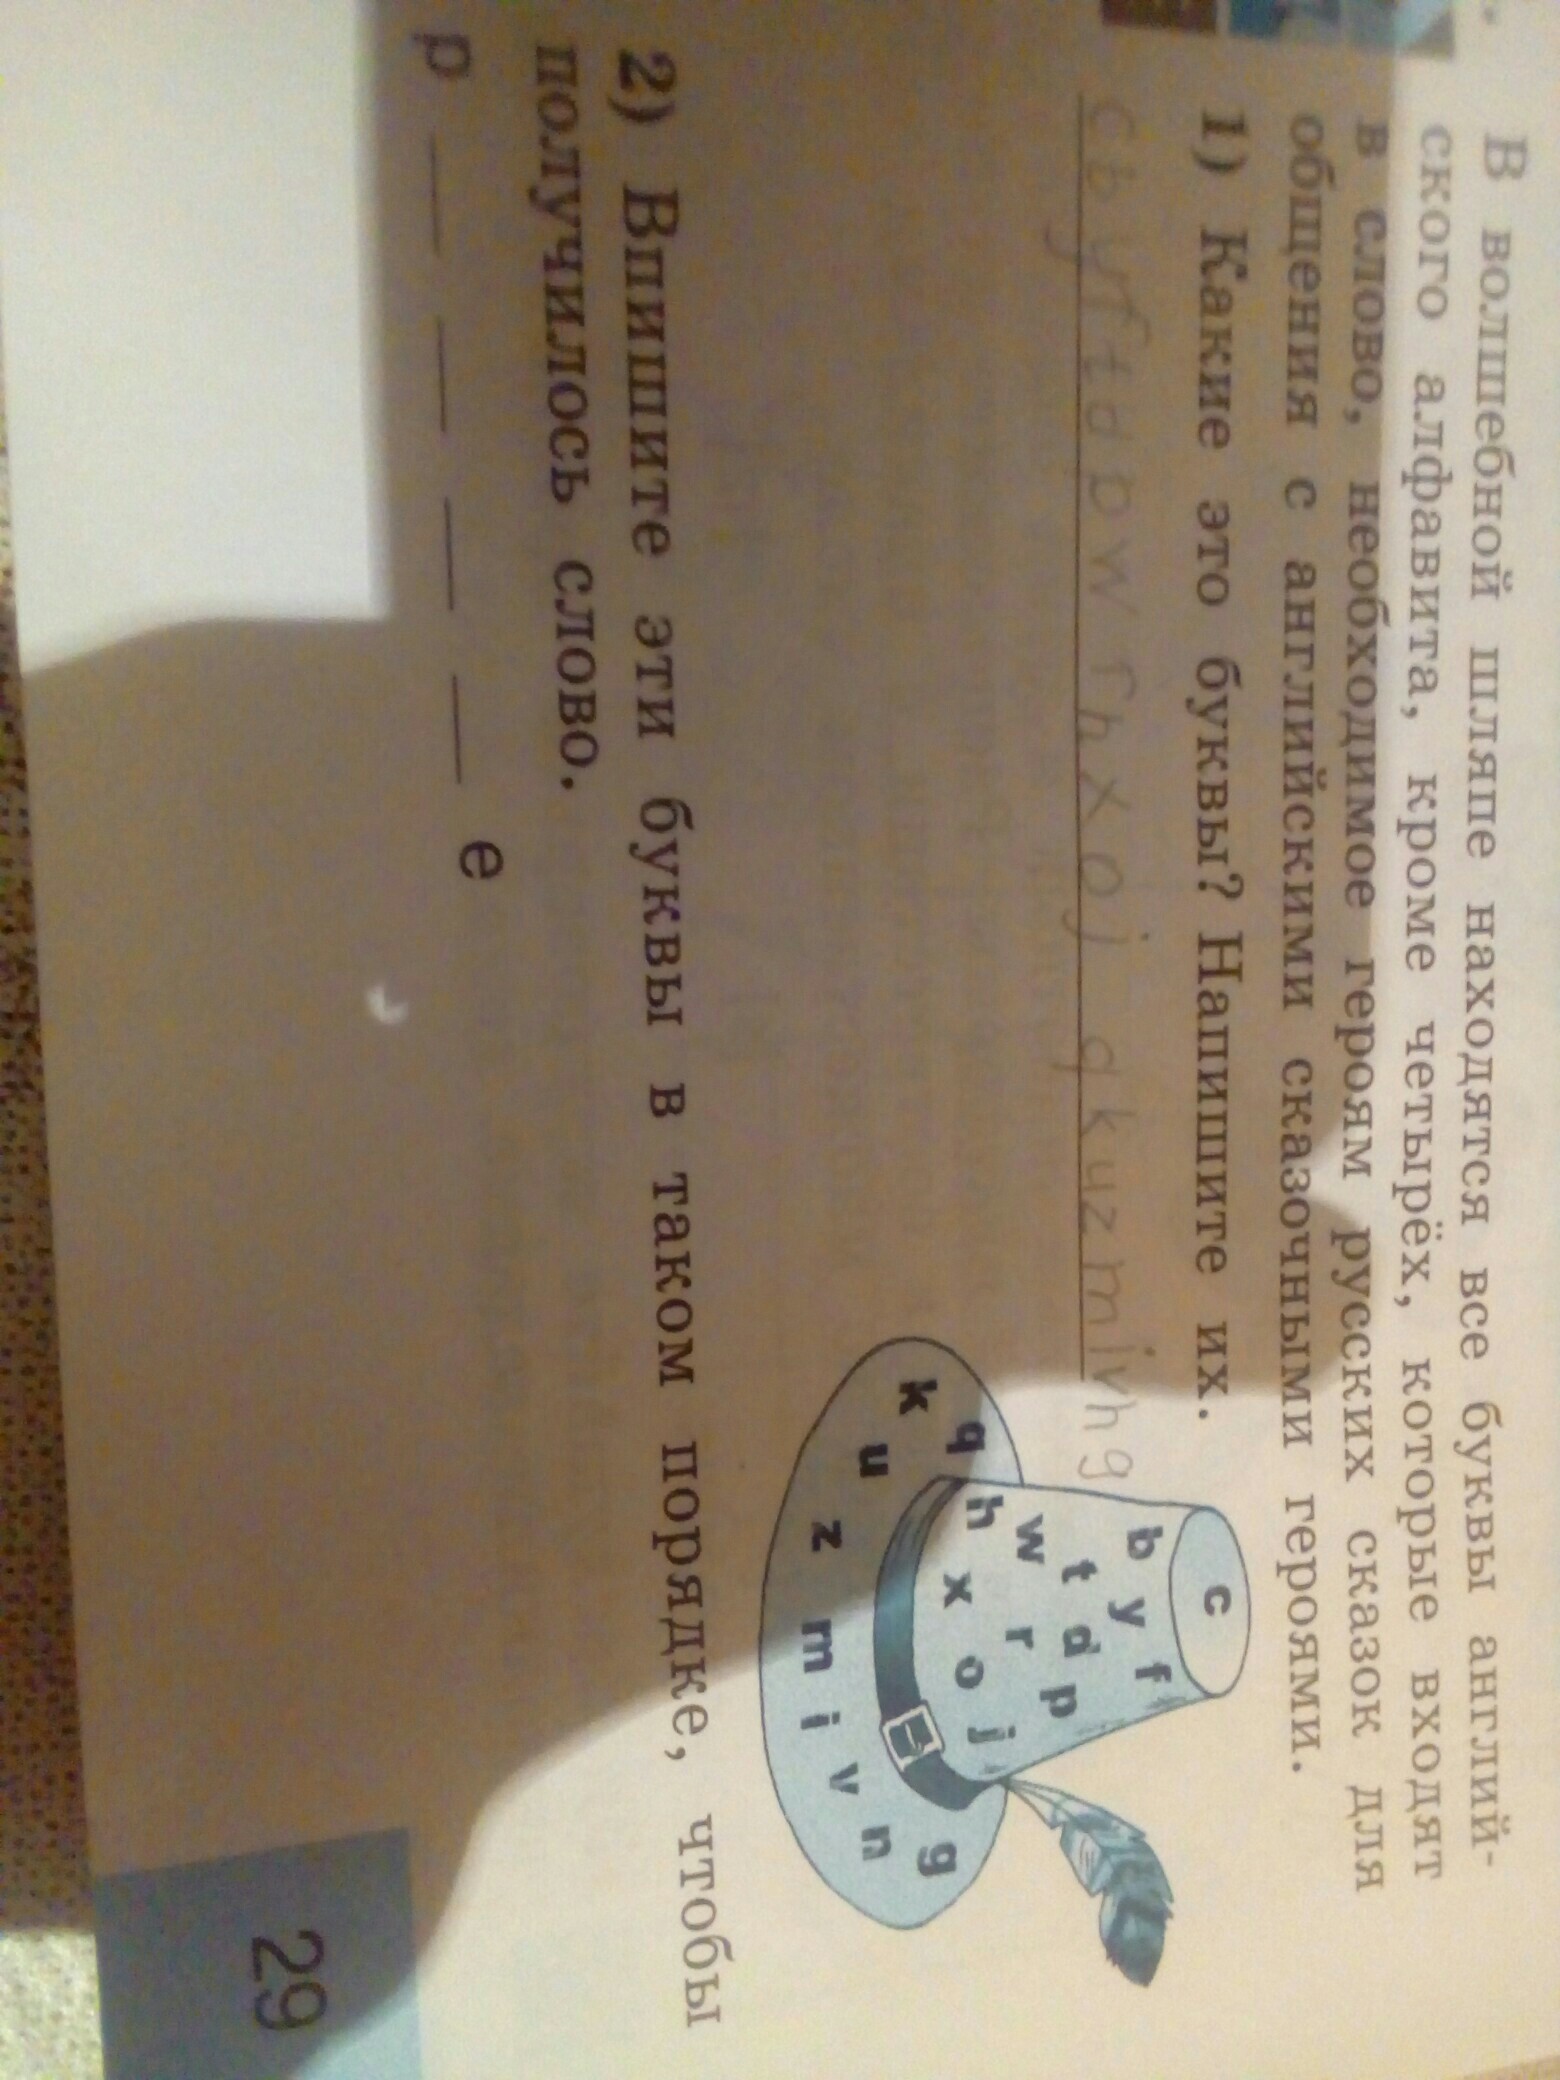 В волшебной шляпе находятся все буквы англий-
ского алфавита, кроме четырёх, которые входят
в слово, необходимое героям русских сказок для
общения с английскими сказочными героями.
1) Какие это буквы? Напишите их.
c b y f t d p w r h x o j q k u z m i v n g
c
b y f
t d p
w r
h x o j
q
k u z m i v n g
2) Впишите эти буквы в таком порядке, чтобы
получилось слово.
p _ _ _ _ _ e
29